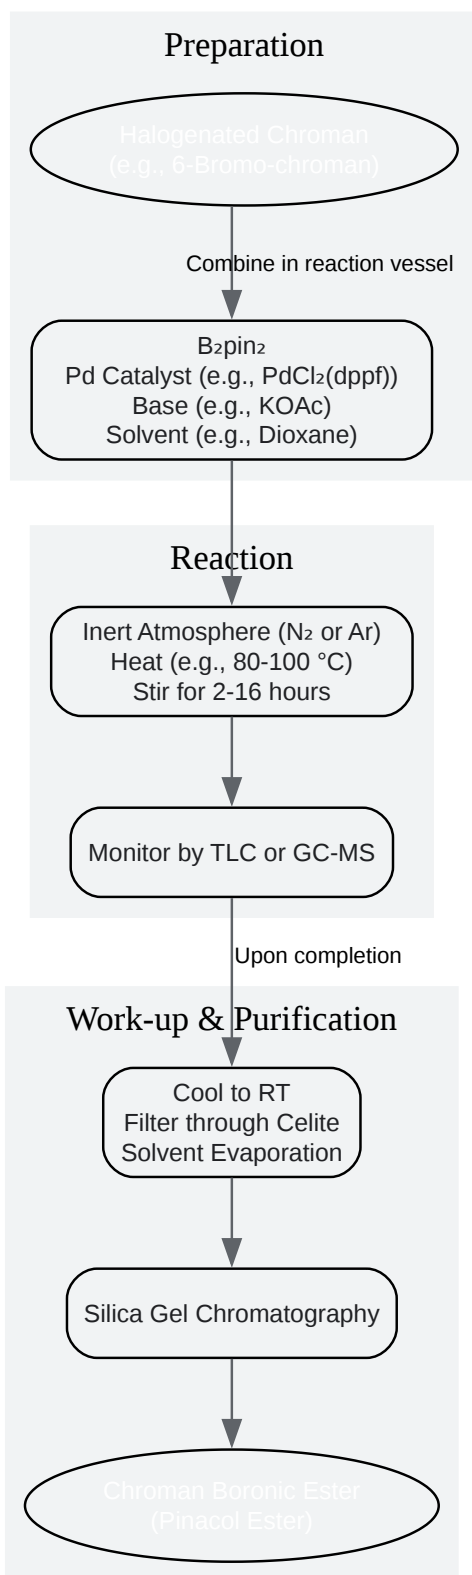 Preparation
Halogenated Chroman
(e.g., 6-Bromo-chroman)
Combine in reaction vessel
B₂pin₂
Pd Catalyst (e.g., PdCl₂(dppf))
Base (e.g., KOAc)
Solvent (e.g., Dioxane)
Reaction
Inert Atmosphere (N₂ or Ar)
Heat (e.g., 80-100 °C)
Stir for 2-16 hours
Monitor by TLC or GC-MS
Upon completion
Work-up & Purification
Cool to RT
Filter through Celite
Solvent Evaporation
Silica Gel Chromatography
Chroman Boronic Ester
(Pinacol Ester)